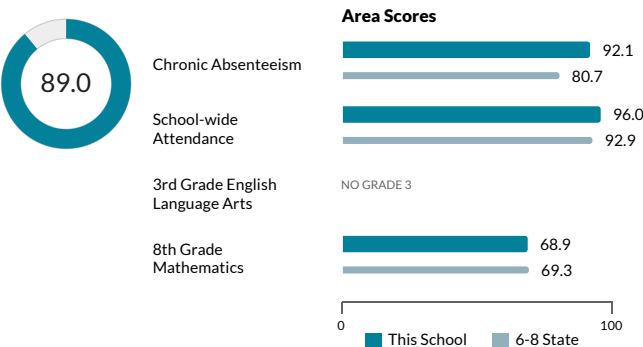 Area Scores
89.0
Chronic Absenteeism
92.1
80.7
School-wide
Attendance
96.0
92.9
3rd Grade English
Language Arts
NO GRADE 3
8th Grade
Mathematics
68.9
69.3
0
100
This School
6-8 State